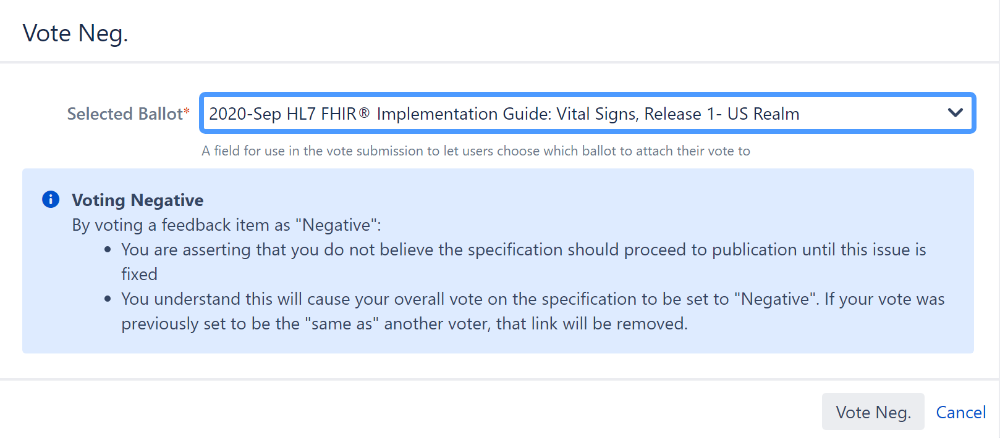 Vote Neg.
Selected Ballot*
2020-Sep HL7 FHIR® Implementation Guide: Vital Signs, Release 1- US Realm
A field for use in the vote submission to let users choose which ballot to attach their vote to
Voting Negative
By voting a feedback item as "Negative":
• You are asserting that you do not believe the specification should proceed to publication until this issue is
fixed
• You understand this will cause your overall vote on the specification to be set to "Negative". If your vote was
previously set to be the "same as" another voter, that link will be removed.
Vote Neg. Cancel